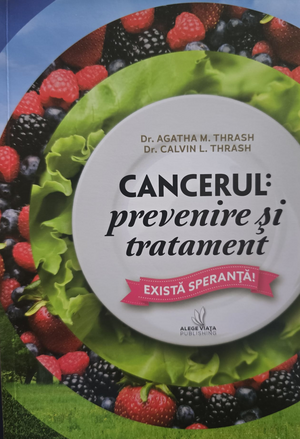 Dr. AGATHA M. THRASH
Dr. CALVIN L. THRASH
CANCERUL:
prevenire și
tratament
EXISTĂ SPERANȚĂ!
ALEGE VIAȚA
PUBLISHING